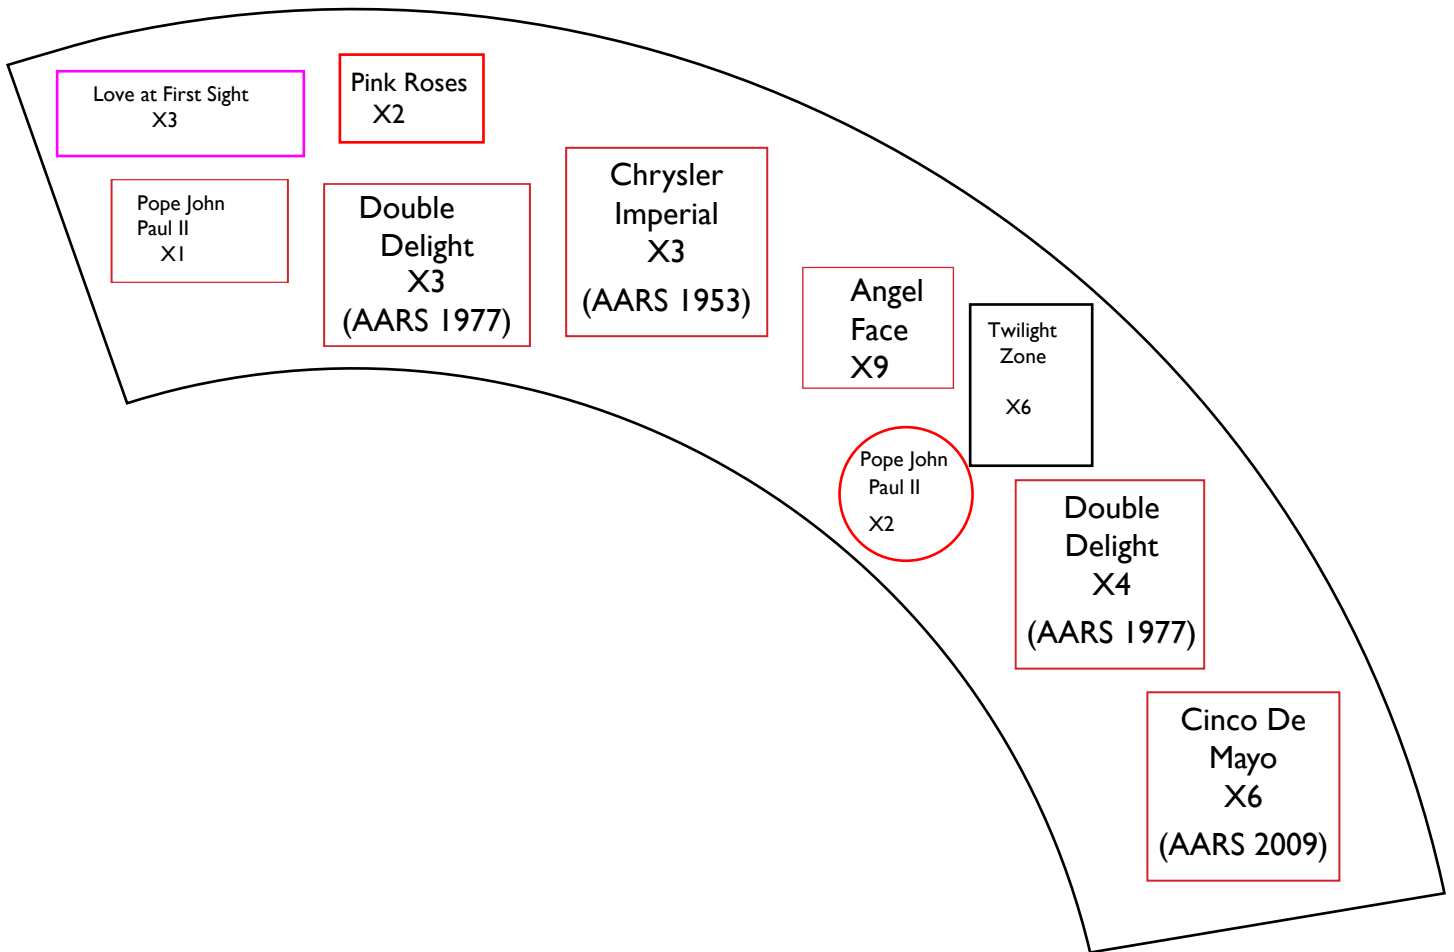 Love at First Sight
X3
Pink Roses
X2
Pope John
Paul II
X1
Double
Delight
X3
(AARS 1977)
Chrysler
Imperial
X3
(AARS 1953)
Angel
Face
X9
Twilight
Zone
X6
Pope John
Paul II
X2
Double
Delight
X4
(AARS 1977)
Cinco De
Mayo
X6
(AARS 2009)